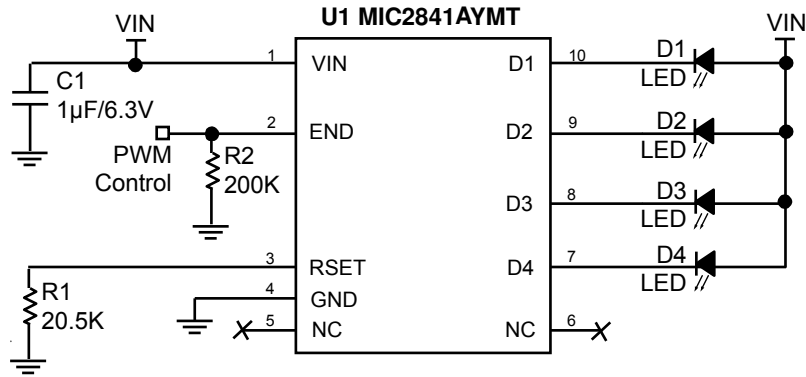 U1 MIC2841AYMT
VIN
VIN
1
VIN
D1
10
D1
LED
C1
1µF/6.3V
2
END
D2
9
D2
LED
PWM
Control
R2
200K
D3
8
D3
LED
3
RSET
D4
7
D4
LED
R1
20.5K
4
GND
5
NC
NC
6